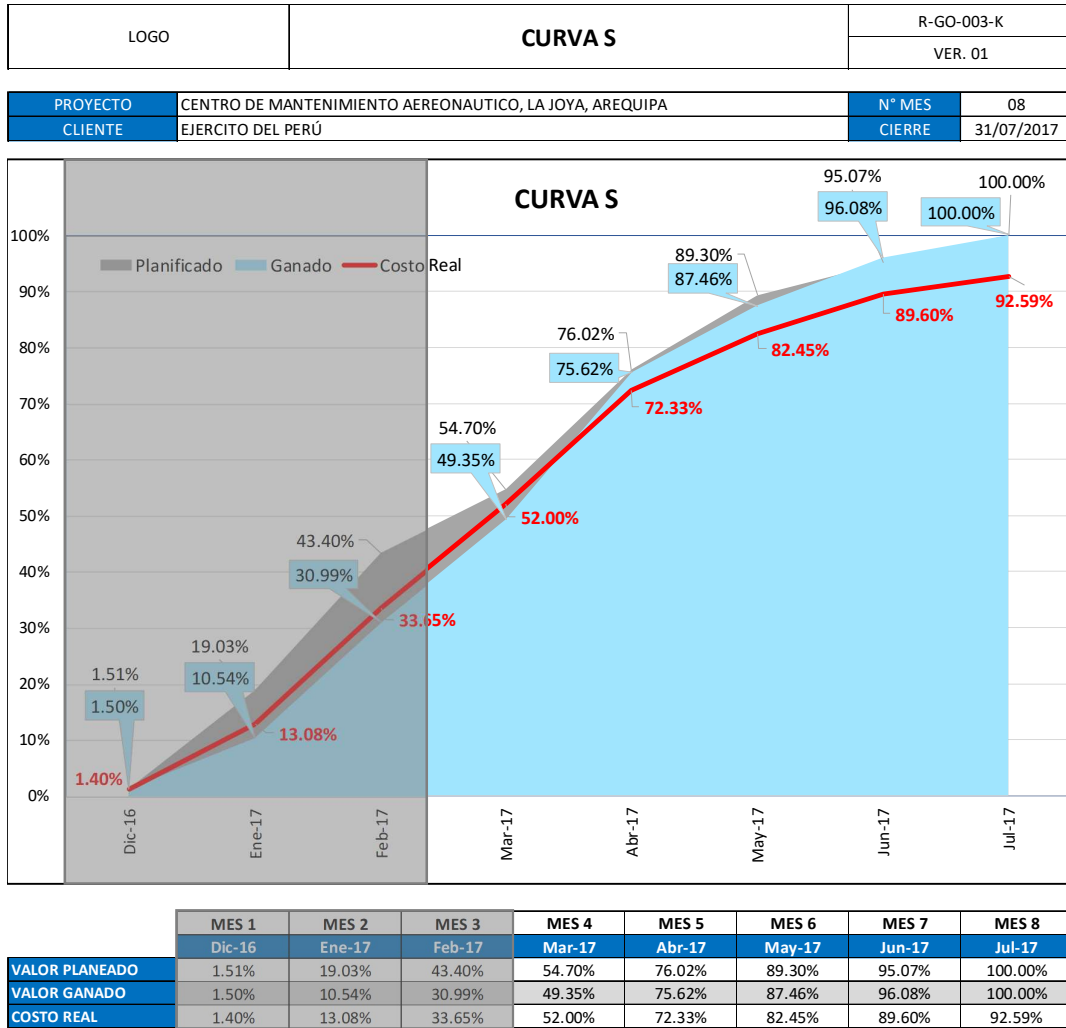 LOGO
CURVA S
R-GO-003-K
VER. 01
PROYECTO CENTRO DE MANTENIMIENTO AEREONAUTICO, LA JOYA, AREQUIPA N° MES 08
CLIENTE EJERCITO DEL PERÚ CIERRE 31/07/2017
CURVA S
Planificado Ganado Costo Real
100%
90%
80%
70%
60%
50%
40%
30%
20%
10%
0%
1.51%
1.50%
1.40%
19.03%
10.54%
13.08%
43.40%
30.99%
33.65%
54.70%
49.35%
52.00%
76.02%
75.62%
72.33%
89.30%
87.46%
82.45%
95.07%
96.08%
89.60%
100.00%
100.00%
92.59%
Dic-16
Ene-17
Feb-17
Mar-17
Abr-17
May-17
Jun-17
Jul-17
MES 1 MES 2 MES 3 MES 4 MES 5 MES 6 MES 7 MES 8
Dic-16 Ene-17 Feb-17 Mar-17 Abr-17 May-17 Jun-17 Jul-17
VALOR PLANEADO 1.51% 19.03% 43.40% 54.70% 76.02% 89.30% 95.07% 100.00%
VALOR GANADO 1.50% 10.54% 30.99% 49.35% 75.62% 87.46% 96.08% 100.00%
COSTO REAL 1.40% 13.08% 33.65% 52.00% 72.33% 82.45% 89.60% 92.59%